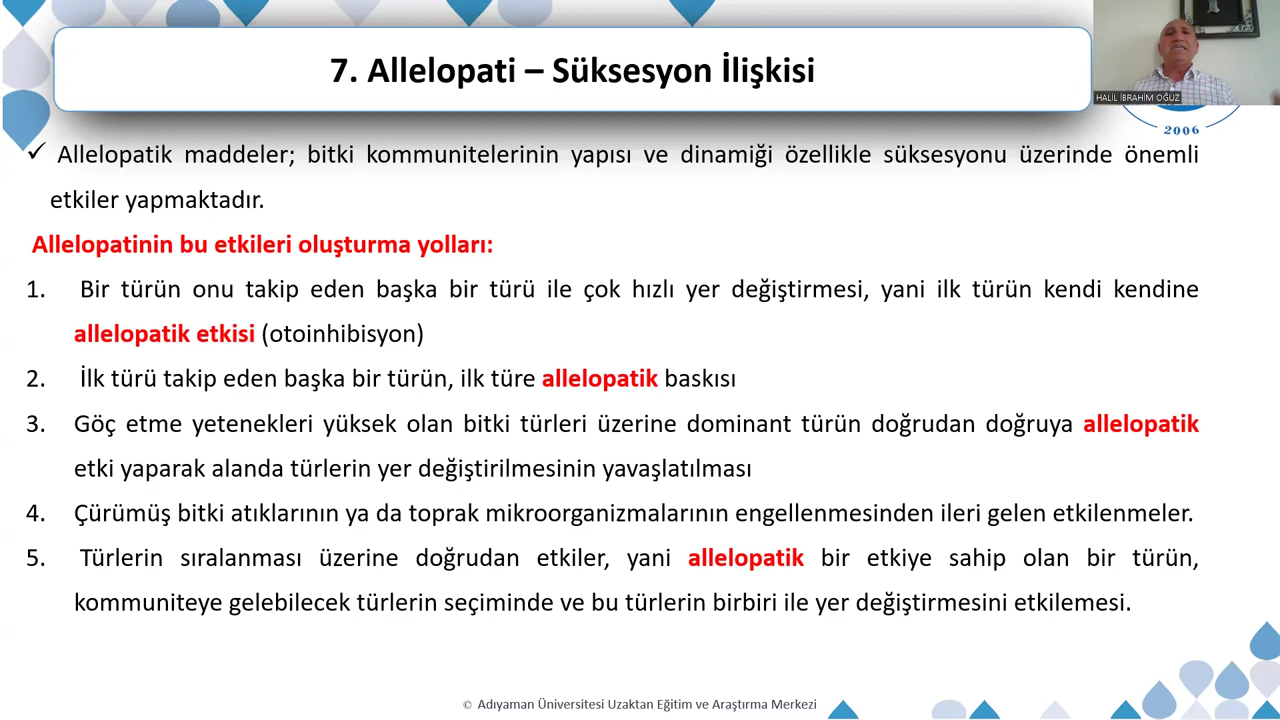 7. Allelopati – Süksesyon İlişkisi
HALİL İBRAHİM OĞUZ
2006
✓ Allelopatik maddeler; bitki kommunitelerinin yapısı ve dinamiği özellikle süksesyonu üzerinde önemli
etkiler yapmaktadır.
Allelopatinin bu etkileri oluşturma yolları:
1. Bir türün onu takip eden başka bir türü ile çok hızlı yer değiştirmesi, yani ilk türün kendi kendine
allelopatik etkisi (otoinhibisyon)
2. İlk türü takip eden başka bir türün, ilk türe allelopatik baskısı
3. Göç etme yetenekleri yüksek olan bitki türleri üzerine dominant türün doğrudan doğruya allelopatik
etki yaparak alanda türlerin yer değiştirilmesinin yavaşlatılması
4. Çürümüş bitki atıklarının ya da toprak mikroorganizmalarının engellenmesinden ileri gelen etkilenmeler.
5. Türlerin sıralanması üzerine doğrudan etkiler, yani allelopatik bir etkiye sahip olan bir türün,
kommuniteye gelebilecek türlerin seçiminde ve bu türlerin birbiri ile yer değiştirmesini etkilemesi.
© Adıyaman Üniversitesi Uzaktan Eğitim ve Araştırma Merkezi